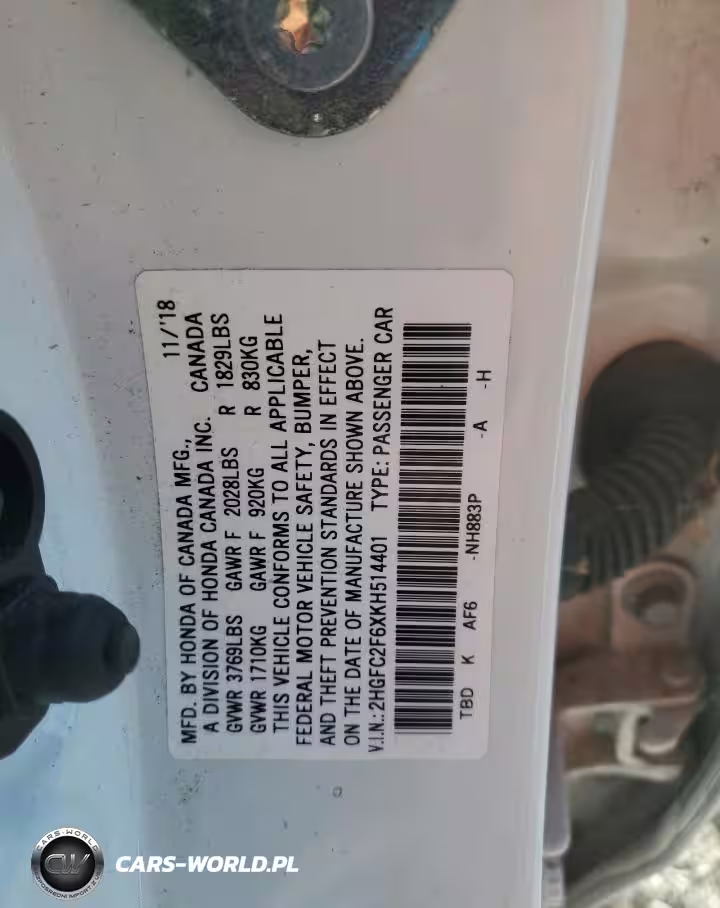 MFD. BY HONDA OF CANADA MFG., 11/'18
A DIVISION OF HONDA CANADA INC. CANADA
GVWR 3769LBS GAWR F 2028LBS R 1829LBS
GVWR 1710KG GAWR F 920KG R 830KG
THIS VEHICLE CONFORMS TO ALL APPLICABLE
FEDERAL MOTOR VEHICLE SAFETY, BUMPER,
AND THEFT PREVENTION STANDARDS IN EFFECT
ON THE DATE OF MANUFACTURE SHOWN ABOVE.
V.I.N.: 2HGFC2F6XKH514401 TYPE: PASSENGER CAR
TBD K AF6 -NH883P -A -H
CARS-WORLD
CW
CARS-WORLD.PL